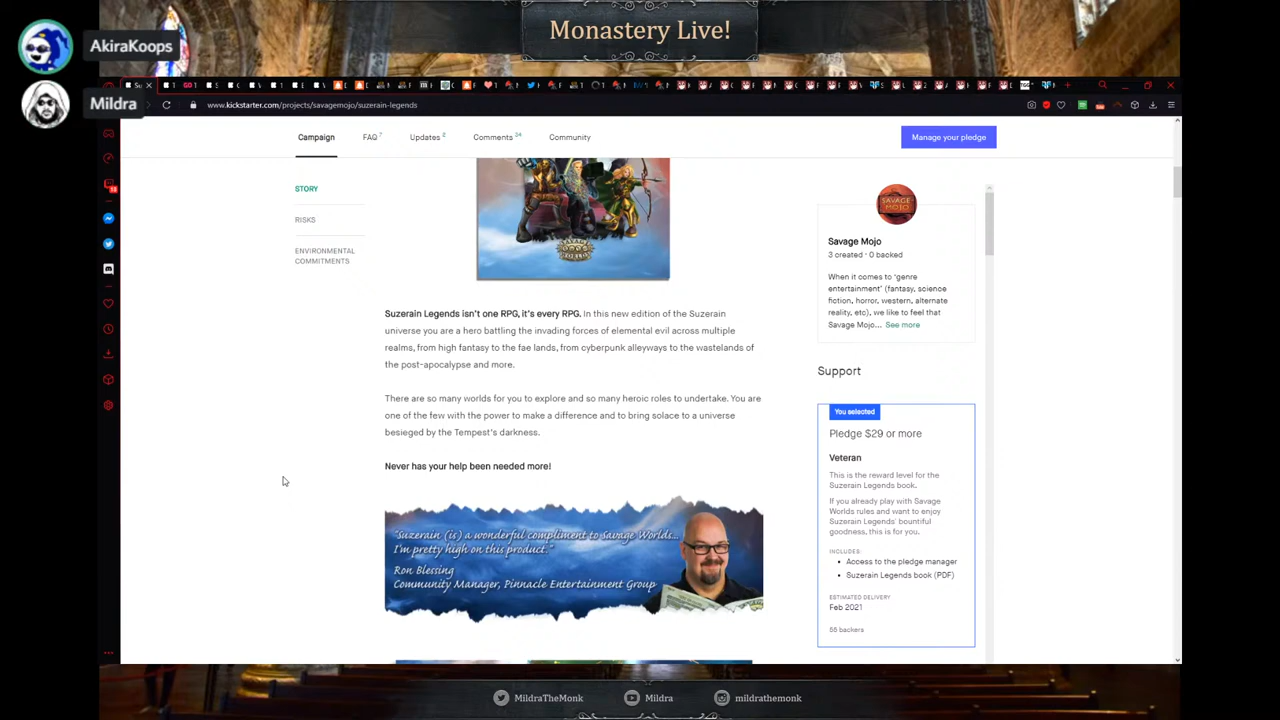 Monastery Live!
AkiraKoops
Mildra
www.kickstarter.com/projects/savagemojo/suzerain-legends
Campaign
FAQ 7
Updates 2
Comments 24
Community
Manage your pledge
STORY
RISKS
ENVIRONMENTAL
COMMITMENTS
SAVAGE WORLDS
Suzerain Legends isn't one RPG, it's every RPG. In this new edition of the Suzerain
universe you are a hero battling the invading forces of elemental evil across multiple
realms, from high fantasy to the fae lands, from cyberpunk alleyways to the wastelands of
the post-apocalypse and more.
There are so many worlds for you to explore and so many heroic roles to undertake. You are
one of the few with the power to make a difference and to bring solace to a universe
besieged by the Tempest's darkness.
Never has your help been needed more!
"Suzerain (is) a wonderful compliment to Savage Worlds...
I'm pretty high on this product."
Ron Blessing
Community Manager, Pinnacle Entertainment Group
SAVAGE
MOJO
Savage Mojo
3 created · 0 backed
When it comes to 'genre
entertainment' (fantasy, science
fiction, horror, western, alternate
reality, etc), we like to feel that
Savage Mojo... See more
Support
You selected
Pledge $29 or more
Veteran
This is the reward level for the
Suzerain Legends book.
If you already play with Savage
Worlds rules and want to enjoy
Suzerain Legends' bountiful
goodness, this is for you.
INCLUDES:
• Access to the pledge manager
• Suzerain Legends book (PDF)
ESTIMATED DELIVERY
Feb 2021
66 backers
MildraTheMonk
Mildra
mildrathemonk